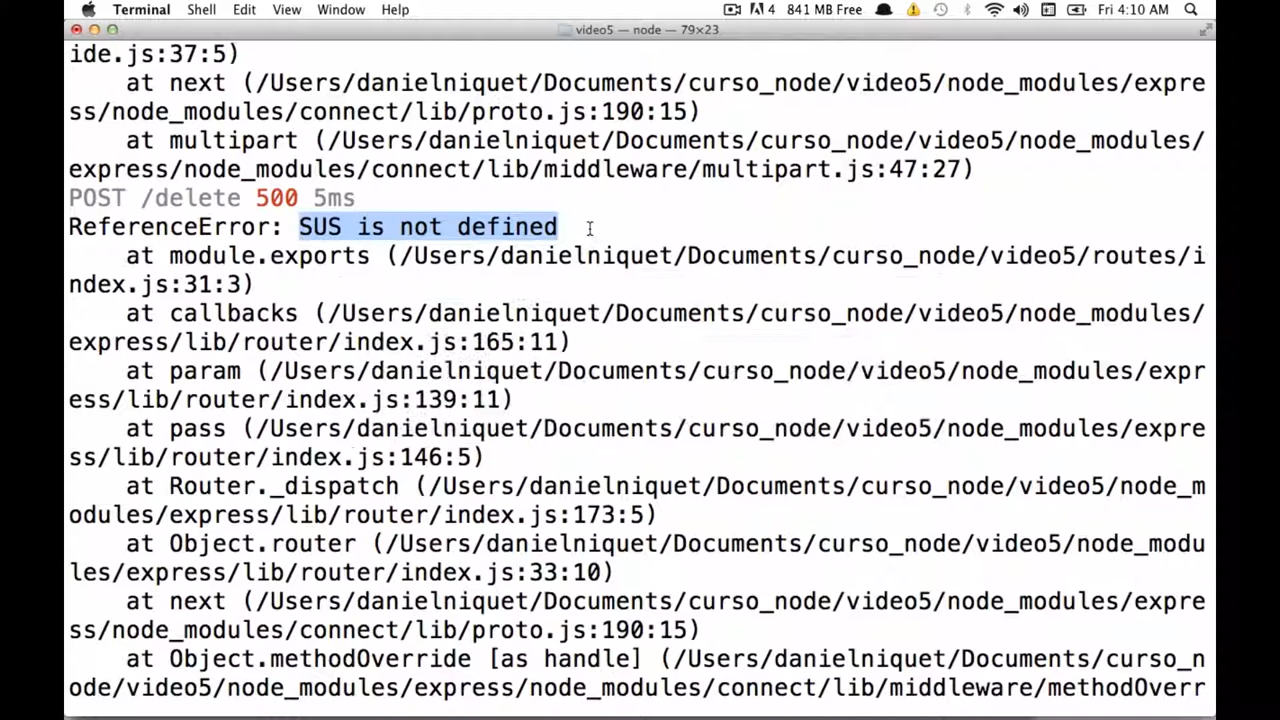 Terminal Shell Edit View Window Help 4 841 MB Free Fri 4:10 AM
video5 — node — 79×23
ide.js:37:5)
at next (/Users/danielniquet/Documents/curso_node/video5/node_modules/expre
ss/node_modules/connect/lib/proto.js:190:15)
at multipart (/Users/danielniquet/Documents/curso_node/video5/node_modules/
express/node_modules/connect/lib/middleware/multipart.js:47:27)
POST /delete 500 5ms
ReferenceError: SUS is not defined
at module.exports (/Users/danielniquet/Documents/curso_node/video5/routes/i
ndex.js:31:3)
at callbacks (/Users/danielniquet/Documents/curso_node/video5/node_modules/
express/lib/router/index.js:165:11)
at param (/Users/danielniquet/Documents/curso_node/video5/node_modules/expr
ess/lib/router/index.js:139:11)
at pass (/Users/danielniquet/Documents/curso_node/video5/node_modules/expre
ss/lib/router/index.js:146:5)
at Router._dispatch (/Users/danielniquet/Documents/curso_node/video5/node_m
odules/express/lib/router/index.js:173:5)
at Object.router (/Users/danielniquet/Documents/curso_node/video5/node_modu
les/express/lib/router/index.js:33:10)
at next (/Users/danielniquet/Documents/curso_node/video5/node_modules/expre
ss/node_modules/connect/lib/proto.js:190:15)
at Object.methodOverride [as handle] (/Users/danielniquet/Documents/curso_n
ode/video5/node_modules/express/node_modules/connect/lib/middleware/methodOverr